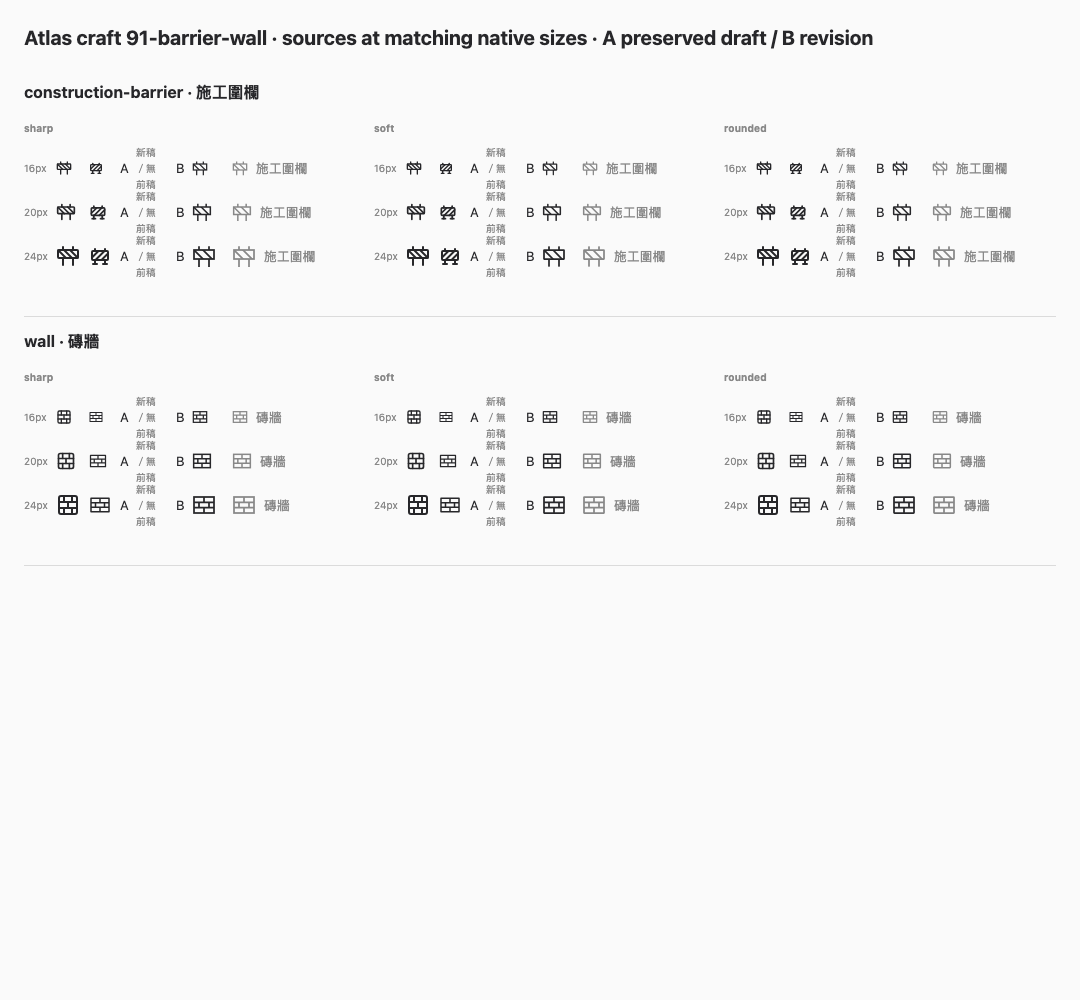 Atlas craft 91-barrier-wall · sources at matching native sizes · A preserved draft / B revision
construction-barrier · 施工圍欄
sharp
16px A 新稿 / 無 前稿 B 施工圍欄
20px A 新稿 / 無 前稿 B 施工圍欄
24px A 新稿 / 無 前稿 B 施工圍欄
soft
16px A 新稿 / 無 前稿 B 施工圍欄
20px A 新稿 / 無 前稿 B 施工圍欄
24px A 新稿 / 無 前稿 B 施工圍欄
rounded
16px A 新稿 / 無 前稿 B 施工圍欄
20px A 新稿 / 無 前稿 B 施工圍欄
24px A 新稿 / 無 前稿 B 施工圍欄
wall · 磚牆
sharp
16px A 新稿 / 無 前稿 B 磚牆
20px A 新稿 / 無 前稿 B 磚牆
24px A 新稿 / 無 前稿 B 磚牆
soft
16px A 新稿 / 無 前稿 B 磚牆
20px A 新稿 / 無 前稿 B 磚牆
24px A 新稿 / 無 前稿 B 磚牆
rounded
16px A 新稿 / 無 前稿 B 磚牆
20px A 新稿 / 無 前稿 B 磚牆
24px A 新稿 / 無 前稿 B 磚牆